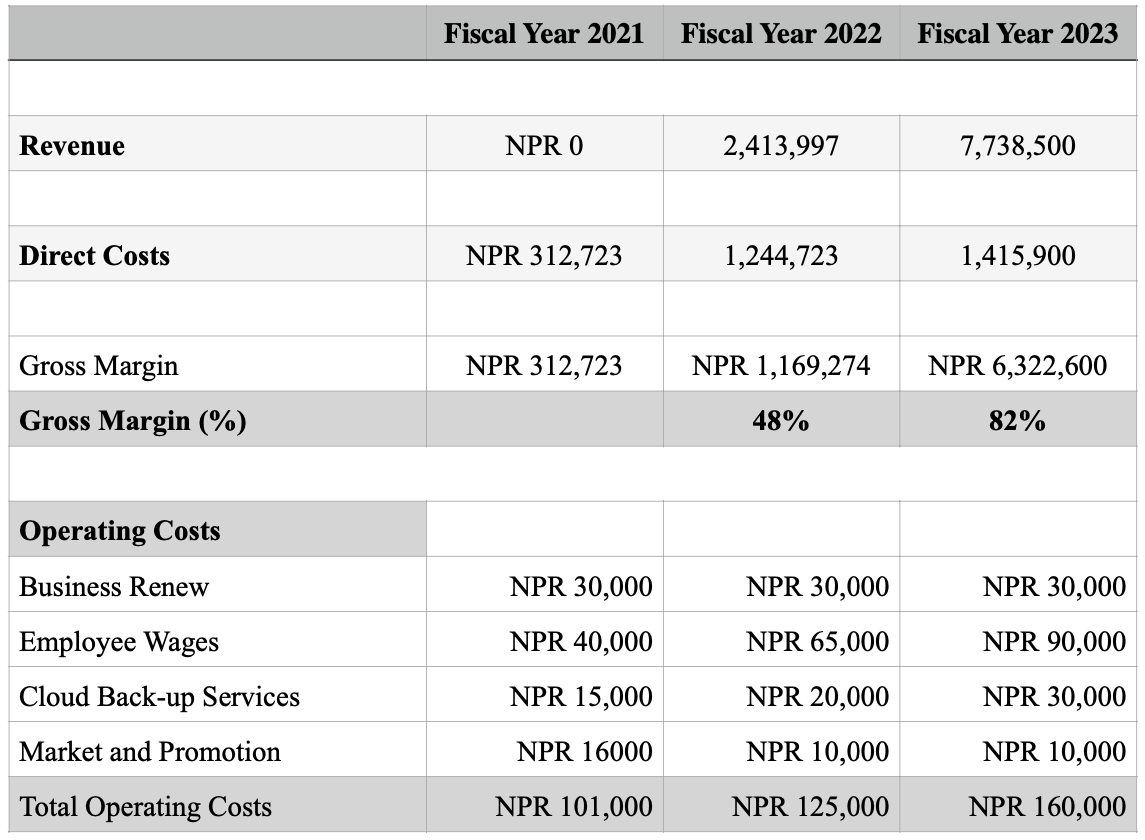 Fiscal Year 2021 Fiscal Year 2022 Fiscal Year 2023
Revenue NPR 0 2,413,997 7,738,500
Direct Costs NPR 312,723 1,244,723 1,415,900
Gross Margin NPR 312,723 NPR 1,169,274 NPR 6,322,600
Gross Margin (%) 48% 82%
Operating Costs
Business Renew NPR 30,000 NPR 30,000 NPR 30,000
Employee Wages NPR 40,000 NPR 65,000 NPR 90,000
Cloud Back-up Services NPR 15,000 NPR 20,000 NPR 30,000
Market and Promotion NPR 16000 NPR 10,000 NPR 10,000
Total Operating Costs NPR 101,000 NPR 125,000 NPR 160,000